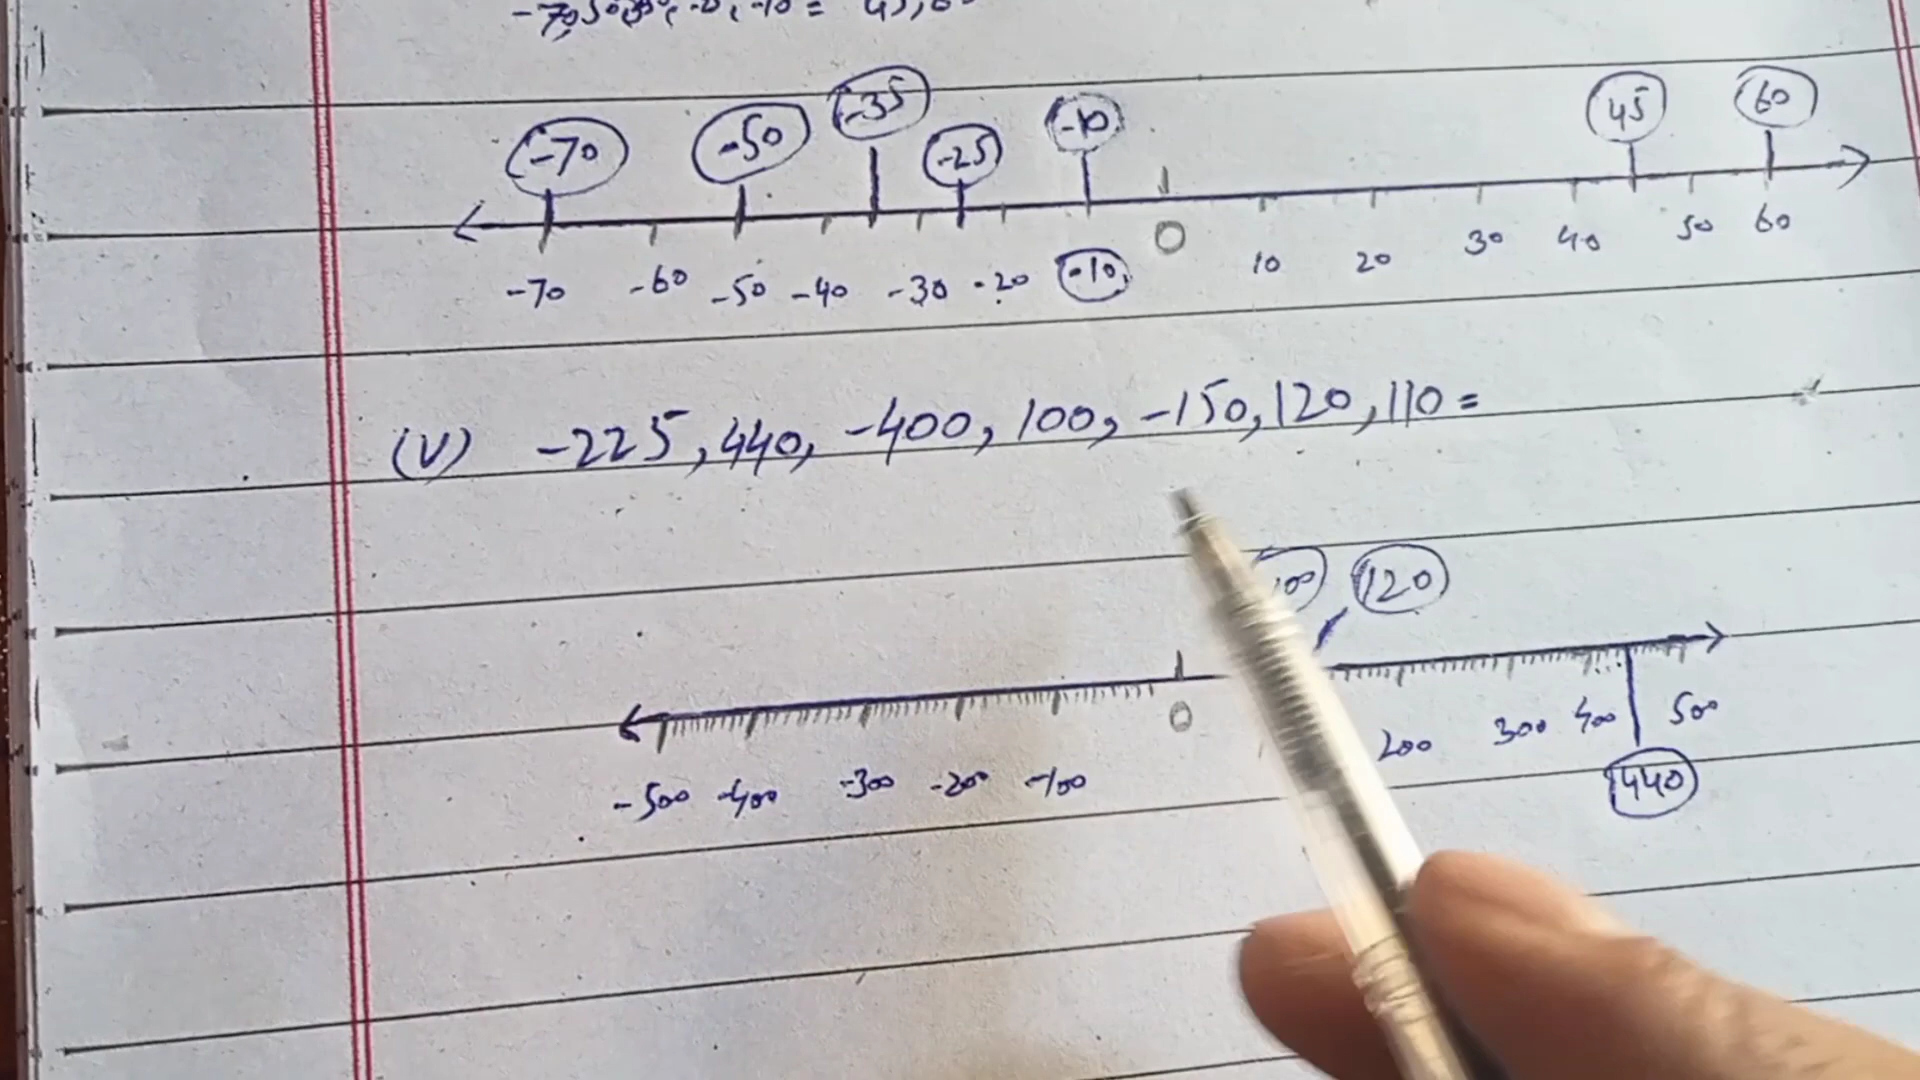 -70 -50 -35 -25 -10 45 60
0
-70 -60 -50 -40 -30 -20 -10 10 20 30 40 50 60
(V) -225, 440, -400, 100, -150, 120, 110 =
120
-500 -400 -300 -200 -100 0 200 300 400 500
440